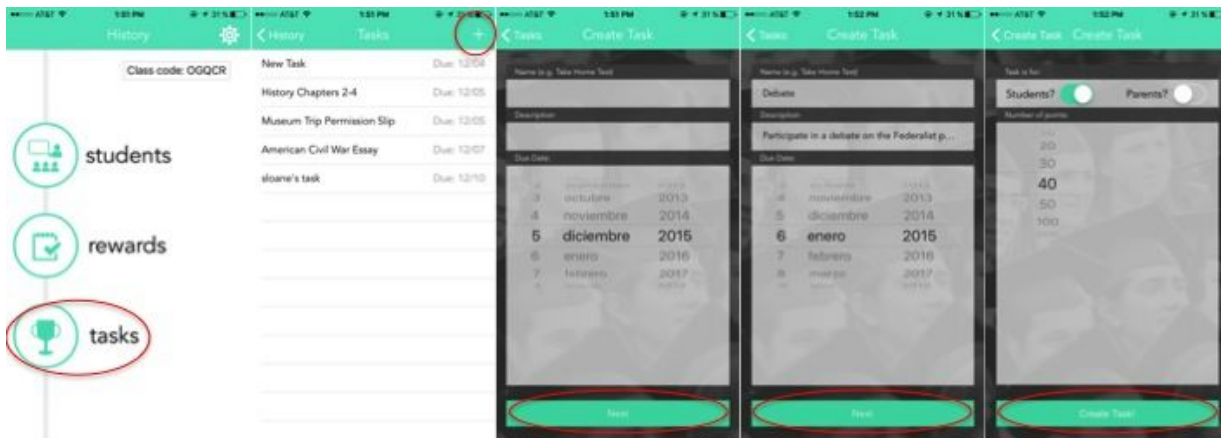 AT&T 1:51 PM 31%
History
Class code: OGQCR
students
rewards
tasks
AT&T 1:51 PM 31%
History Tasks +
New Task Due: 12/04
History Chapters 2-4 Due: 12/05
Museum Trip Permission Slip Due: 12/05
American Civil War Essay Due: 12/07
sloane's task Due: 12/10
AT&T 1:51 PM 31%
Tasks Create Task
Name (e.g. Take Home Test)
Description
Due Date:
3 octubre 2013
4 noviembre 2014
5 diciembre 2015
6 enero 2016
7 febrero 2017
Next
AT&T 1:52 PM 31%
Tasks Create Task
Name (e.g. Take Home Test)
Debate
Description
Participate in a debate on the Federalist p...
Due Date:
4 noviembre 2013
5 diciembre 2014
6 enero 2015
7 febrero 2016
8 marzo 2017
Next
AT&T 1:52 PM 31%
Create Task Create Task
Task is for:
Students? Parents?
Number of points:
20
30
40
50
100
Create Task!